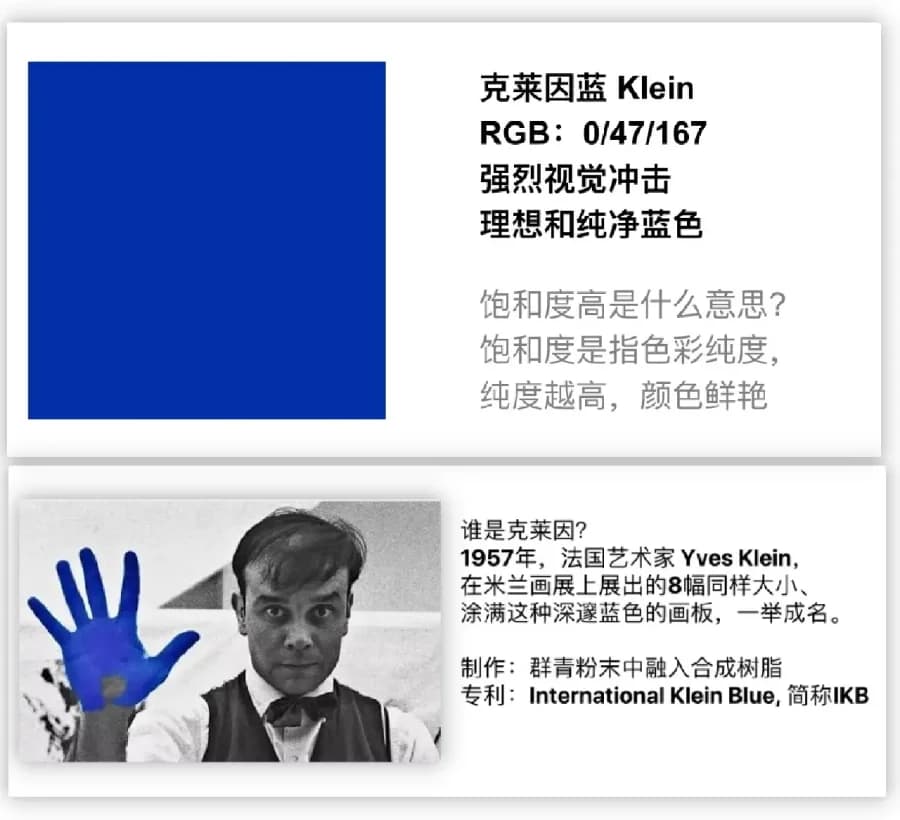 克莱因蓝 Klein
RGB：0/47/167
强烈视觉冲击
理想和纯净蓝色
饱和度高是什么意思？
饱和度是指色彩纯度，
纯度越高，颜色鲜艳
谁是克莱因？
1957年，法国艺术家 Yves Klein，
在米兰画展上展出的8幅同样大小、
涂满这种深邃蓝色的画板，一举成名。
制作：群青粉末中融入合成树脂
专利：International Klein Blue, 简称IKB